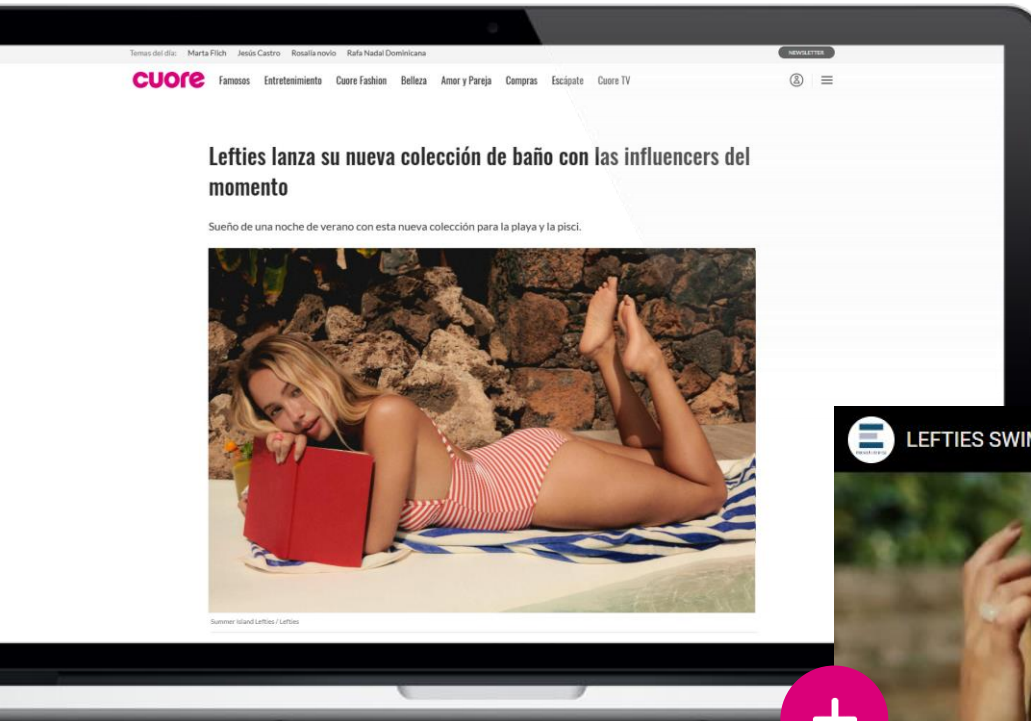 Temas del día: Marta Flich Jesús Castro Rosalía novio Rafa Nadal Dominicana NEWSLETTER
cuore Famosos Entretenimiento Cuore Fashion Belleza Amor y Pareja Compras Escápate Cuore TV
Lefties lanza su nueva colección de baño con las influencers del
momento
Sueño de una noche de verano con esta nueva colección para la playa y la pisci.
LEFTIES SWIM
Summer Island Lefties / Lefties